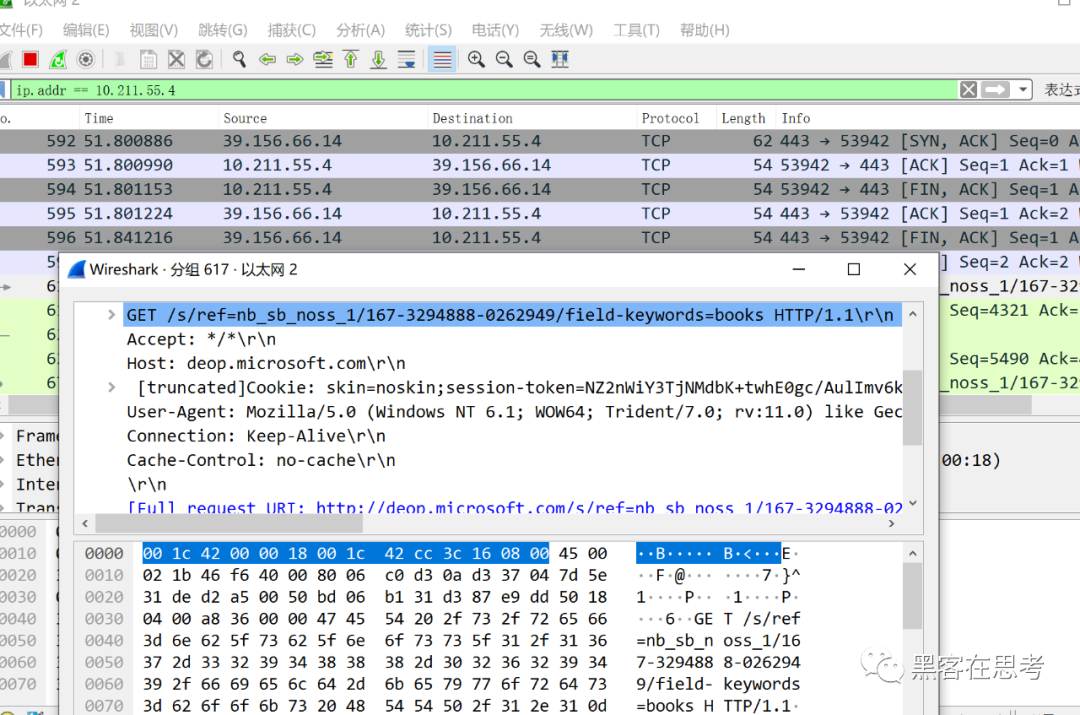 以太网 2
文件(F) 编辑(E) 视图(V) 跳转(G) 捕获(C) 分析(A) 统计(S) 电话(Y) 无线(W) 工具(T) 帮助(H)
ip.addr == 10.211.55.4 表达式
o. Time Source Destination Protocol Length Info
592 51.800886 39.156.66.14 10.211.55.4 TCP 62 443 → 53942 [SYN, ACK] Seq=0 A
593 51.800990 10.211.55.4 39.156.66.14 TCP 54 53942 → 443 [ACK] Seq=1 Ack=1
594 51.801153 10.211.55.4 39.156.66.14 TCP 54 53942 → 443 [FIN, ACK] Seq=1 A
595 51.801224 39.156.66.14 10.211.55.4 TCP 54 443 → 53942 [ACK] Seq=1 Ack=2
596 51.841216 39.156.66.14 10.211.55.4 TCP 54 443 → 53942 [FIN, ACK] Seq=1 A
] Seq=2 Ack=2
_noss_1/167-329
Seq=4321 Ack=
Seq=5490 Ack=
_noss_1/167-329
Wireshark · 分组 617 · 以太网 2
GET /s/ref=nb_sb_noss_1/167-3294888-0262949/field-keywords=books HTTP/1.1\r\n
Accept: */*\r\n
Host: deop.microsoft.com\r\n
[truncated]Cookie: skin=noskin;session-token=NZ2nWiY3TjNMdbK+twhE0gc/AulImv6k
User-Agent: Mozilla/5.0 (Windows NT 6.1; WOW64; Trident/7.0; rv:11.0) like Gec
Connection: Keep-Alive\r\n
Cache-Control: no-cache\r\n
\r\n
[Full request URI: http://deop.microsoft.com/s/ref=nb_sb_noss_1/167-3294888-02
Frame
Ether
Inter
Trans
00:18)
0000
0010
0020
0030
0040
0050
0060
0070
0000 00 1c 42 00 00 18 00 1c 42 cc 3c 16 08 00 45 00 ··B····· B·<···E·
0010 02 1b 46 f6 40 00 80 06 c0 d3 0a d3 37 04 7d 5e ··F·@··· ····7·}^
0020 31 de d2 a5 00 50 bd 06 b1 31 d3 87 e9 dd 50 18 1····P·· ·1····P·
0030 04 00 a8 36 00 00 47 45 54 20 2f 73 2f 72 65 66 ···6··GE T /s/ref
0040 3d 6e 62 5f 73 62 5f 6e 6f 73 73 5f 31 2f 31 36 =nb_sb_n oss_1/16
0050 37 2d 33 32 39 34 38 38 38 2d 30 32 36 32 39 34 7-329488 8-026294
0060 39 2f 66 69 65 6c 64 2d 6b 65 79 77 6f 72 64 73 9/field- keywords
0070 3d 62 6f 6f 6b 73 20 48 54 54 50 2f 31 2e 31 0d =books H TTP/1.1·
黑客在思考